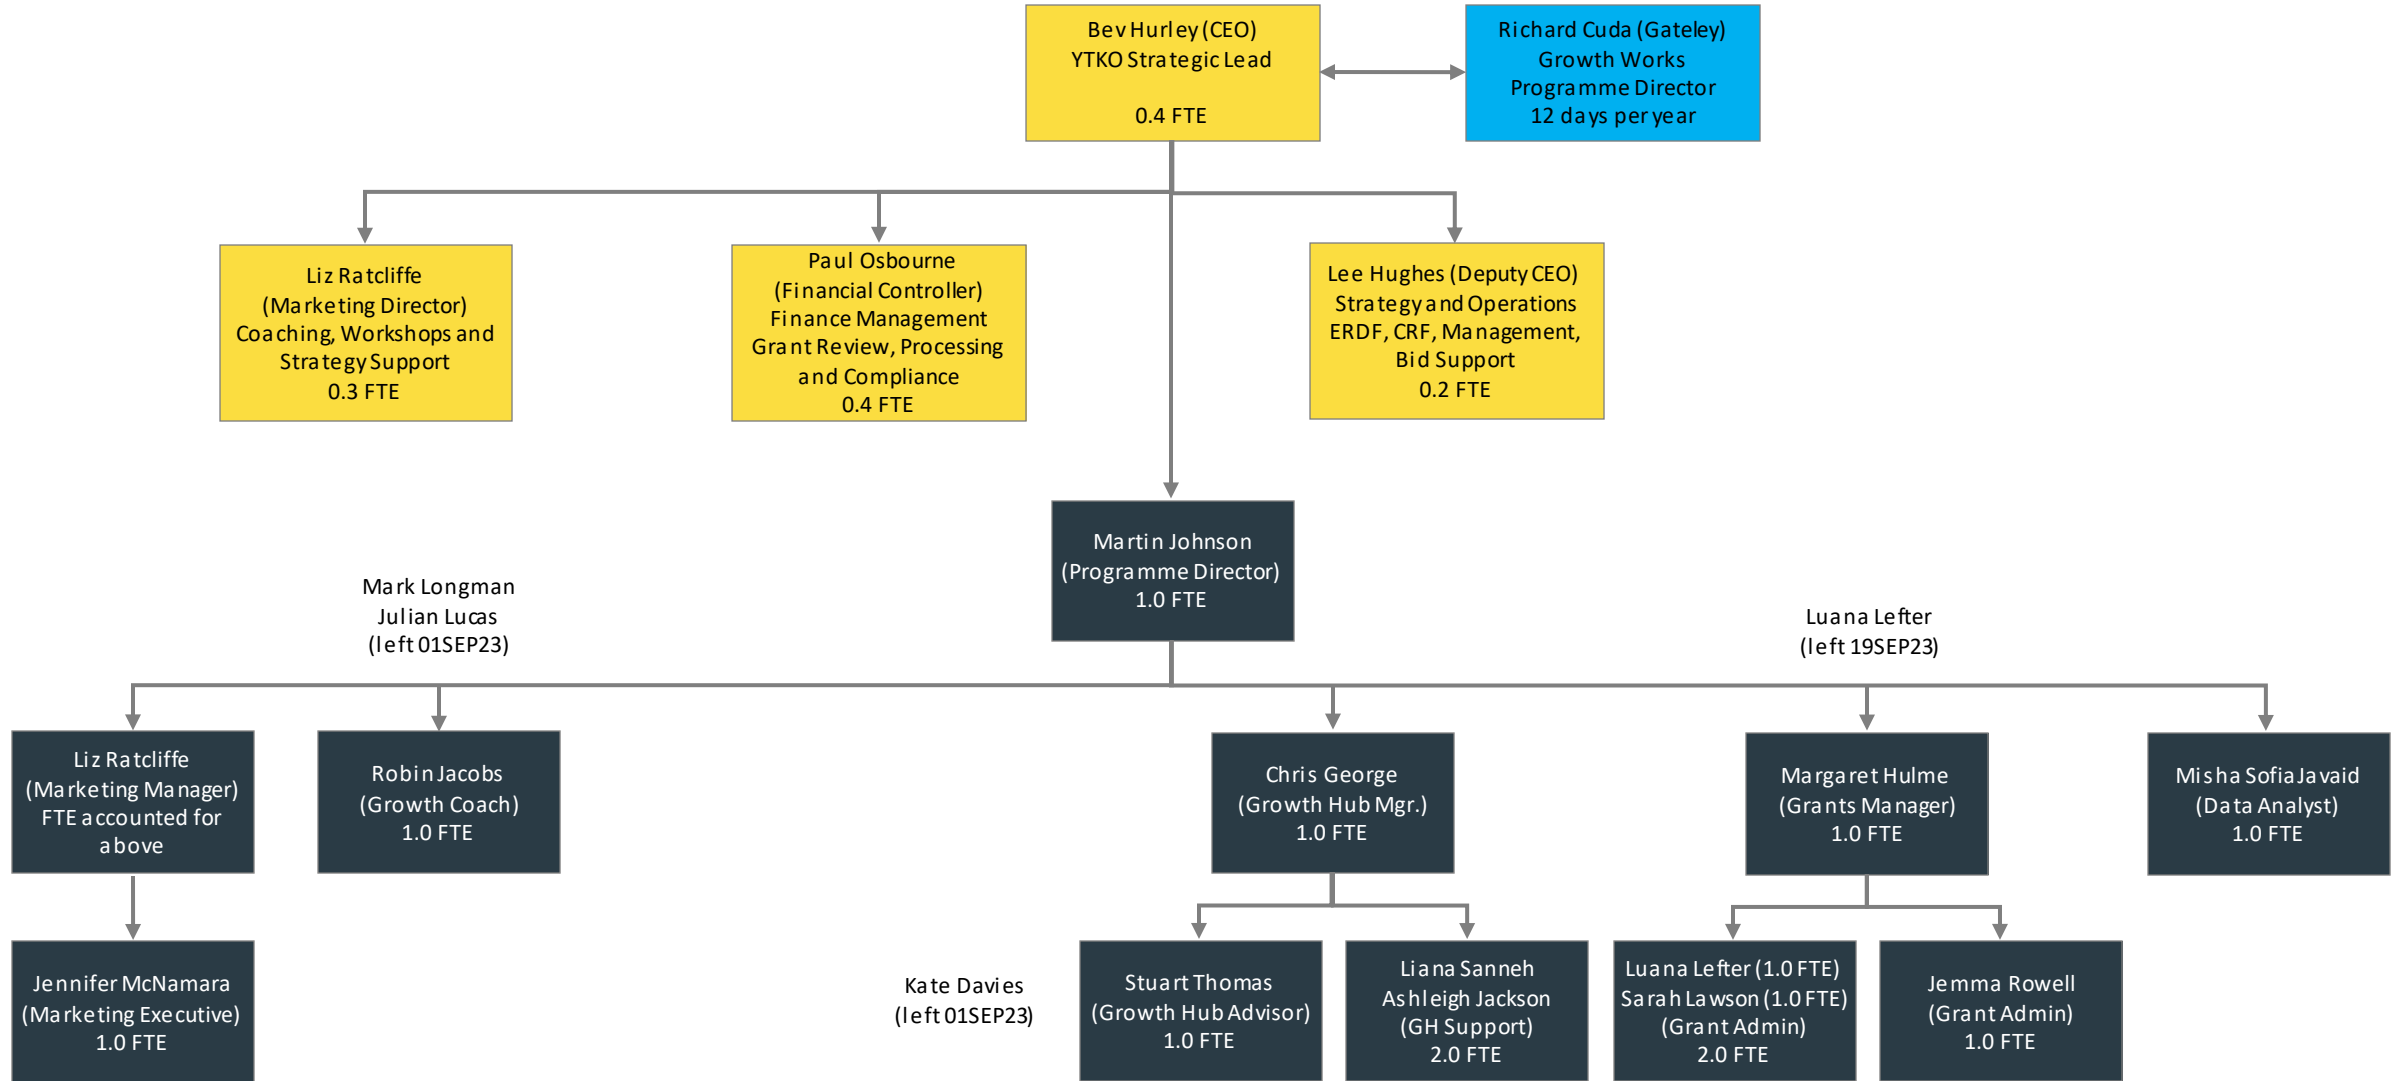 Bev Hurley (CEO)
YTKO Strategic Lead
0.4 FTE
Richard Cuda (Gateley)
Growth Works
Programme Director
12 days per year
Liz Ratcliffe
(Marketing Director)
Coaching, Workshops and
Strategy Support
0.3 FTE
Paul Osbourne
(Financial Controller)
Finance Management
Grant Review, Processing
and Compliance
0.4 FTE
Lee Hughes (Deputy CEO)
Strategy and Operations
ERDF, CRF, Management,
Bid Support
0.2 FTE
Martin Johnson
(Programme Director)
1.0 FTE
Mark Longman
Julian Lucas
(left 01SEP23)
Luana Lefter
(left 19SEP23)
Liz Ratcliffe
(Marketing Manager)
FTE accounted for
above
Robin Jacobs
(Growth Coach)
1.0 FTE
Chris George
(Growth Hub Mgr.)
1.0 FTE
Margaret Hulme
(Grants Manager)
1.0 FTE
Misha Sofia Javaid
(Data Analyst)
1.0 FTE
Jennifer McNamara
(Marketing Executive)
1.0 FTE
Kate Davies
(left 01SEP23)
Stuart Thomas
(Growth Hub Advisor)
1.0 FTE
Liana Sanneh
Ashleigh Jackson
(GH Support)
2.0 FTE
Luana Lefter (1.0 FTE)
Sarah Lawson (1.0 FTE)
(Grant Admin)
2.0 FTE
Jemma Rowell
(Grant Admin)
1.0 FTE